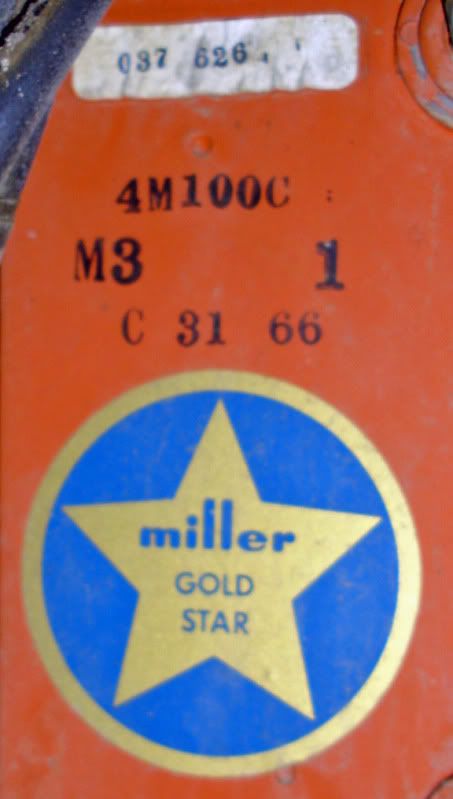 037 626
4M100C
M3 1
C 31 66
miller
GOLD
STAR